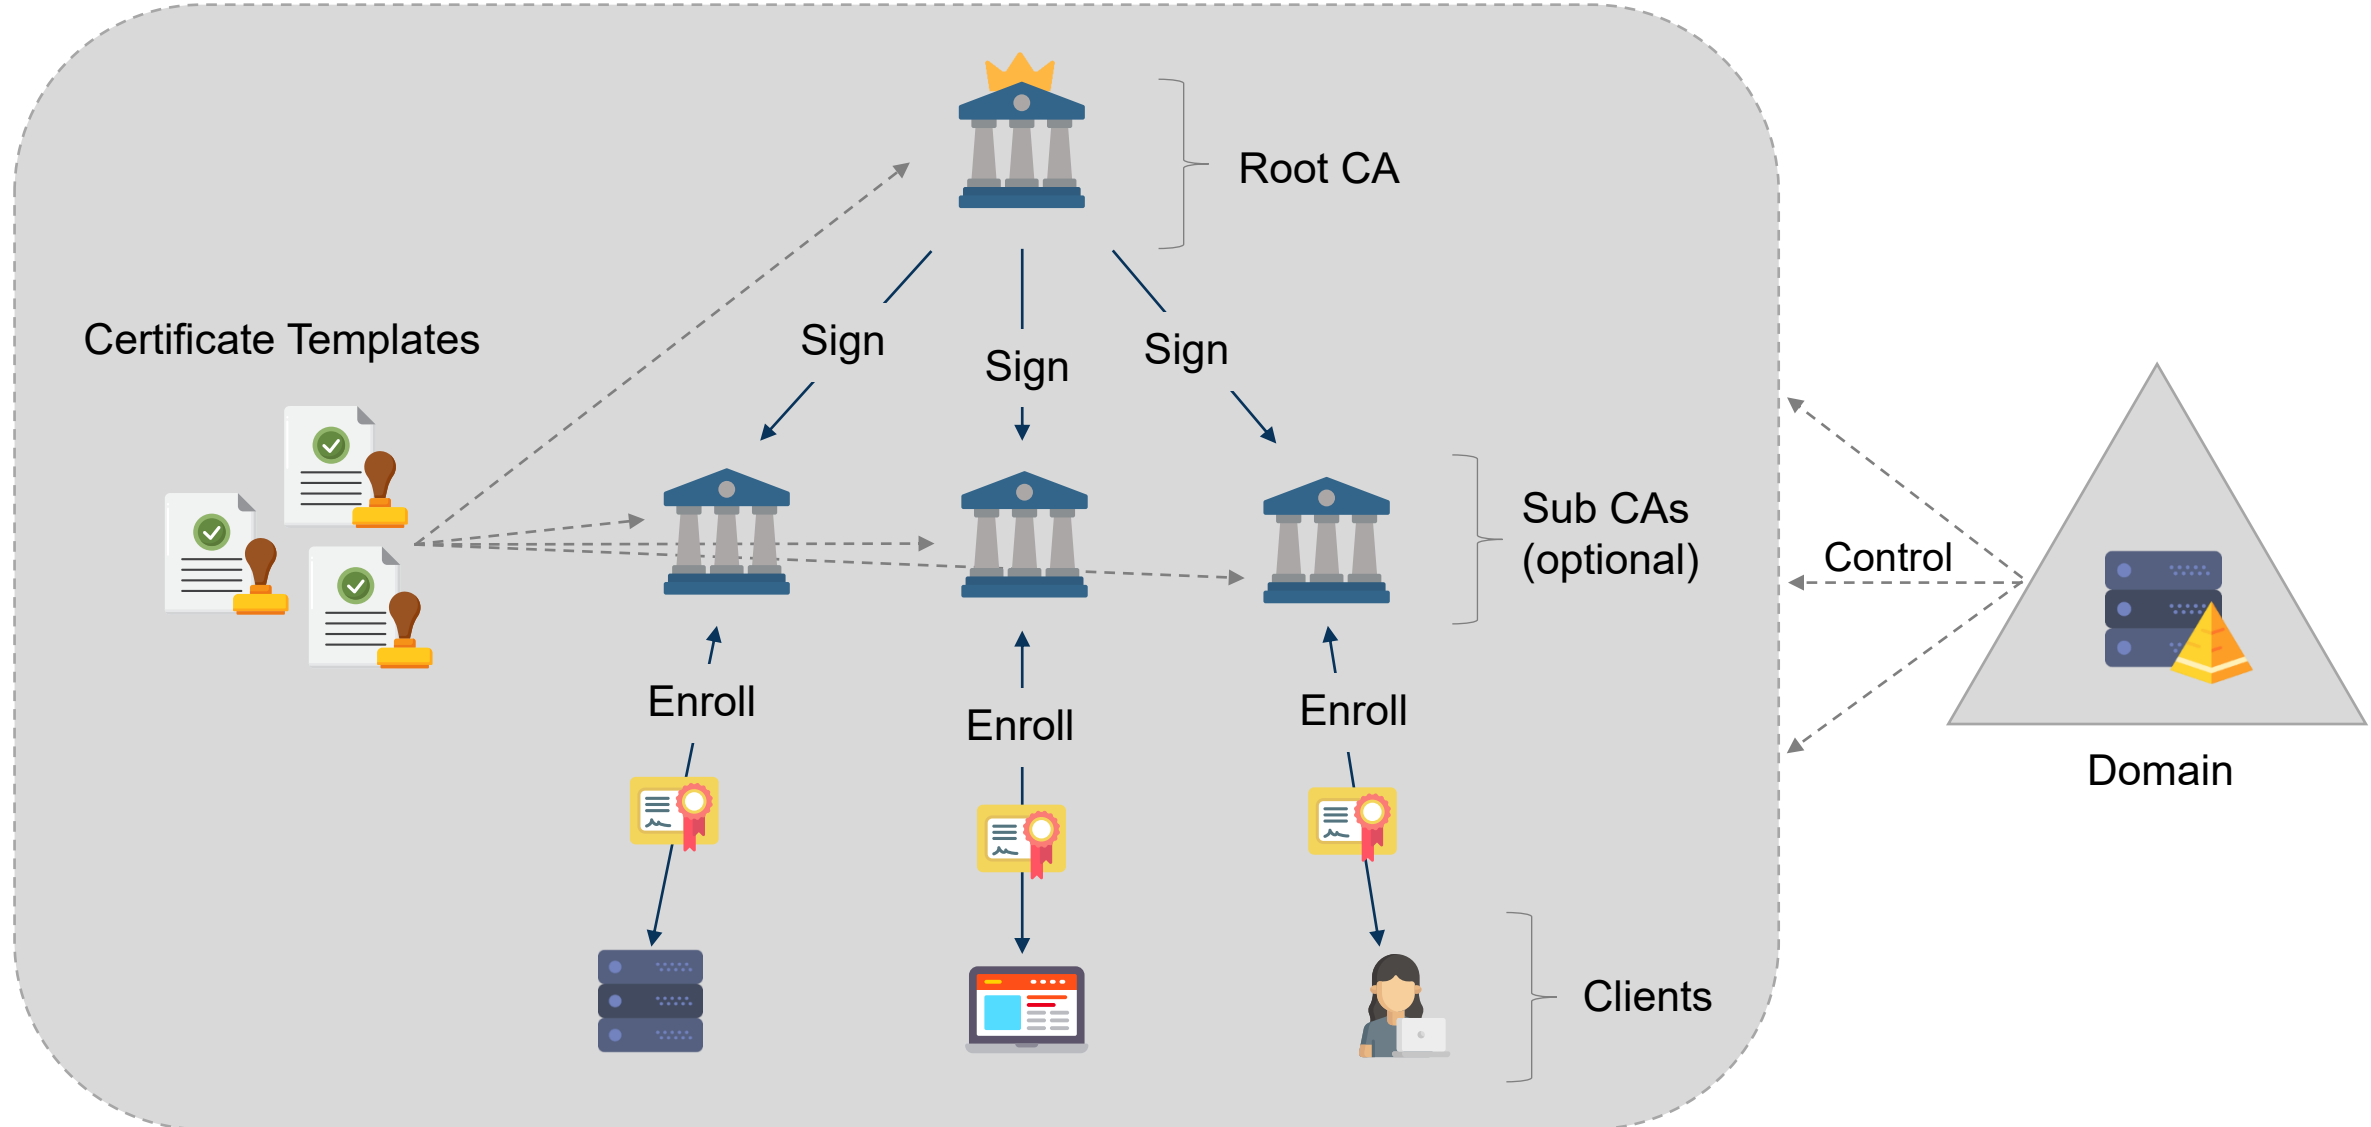 Root CA
Certificate Templates
Sign
Sign
Sign
Sub CAs
(optional)
Control
Enroll
Enroll
Enroll
Domain
Clients